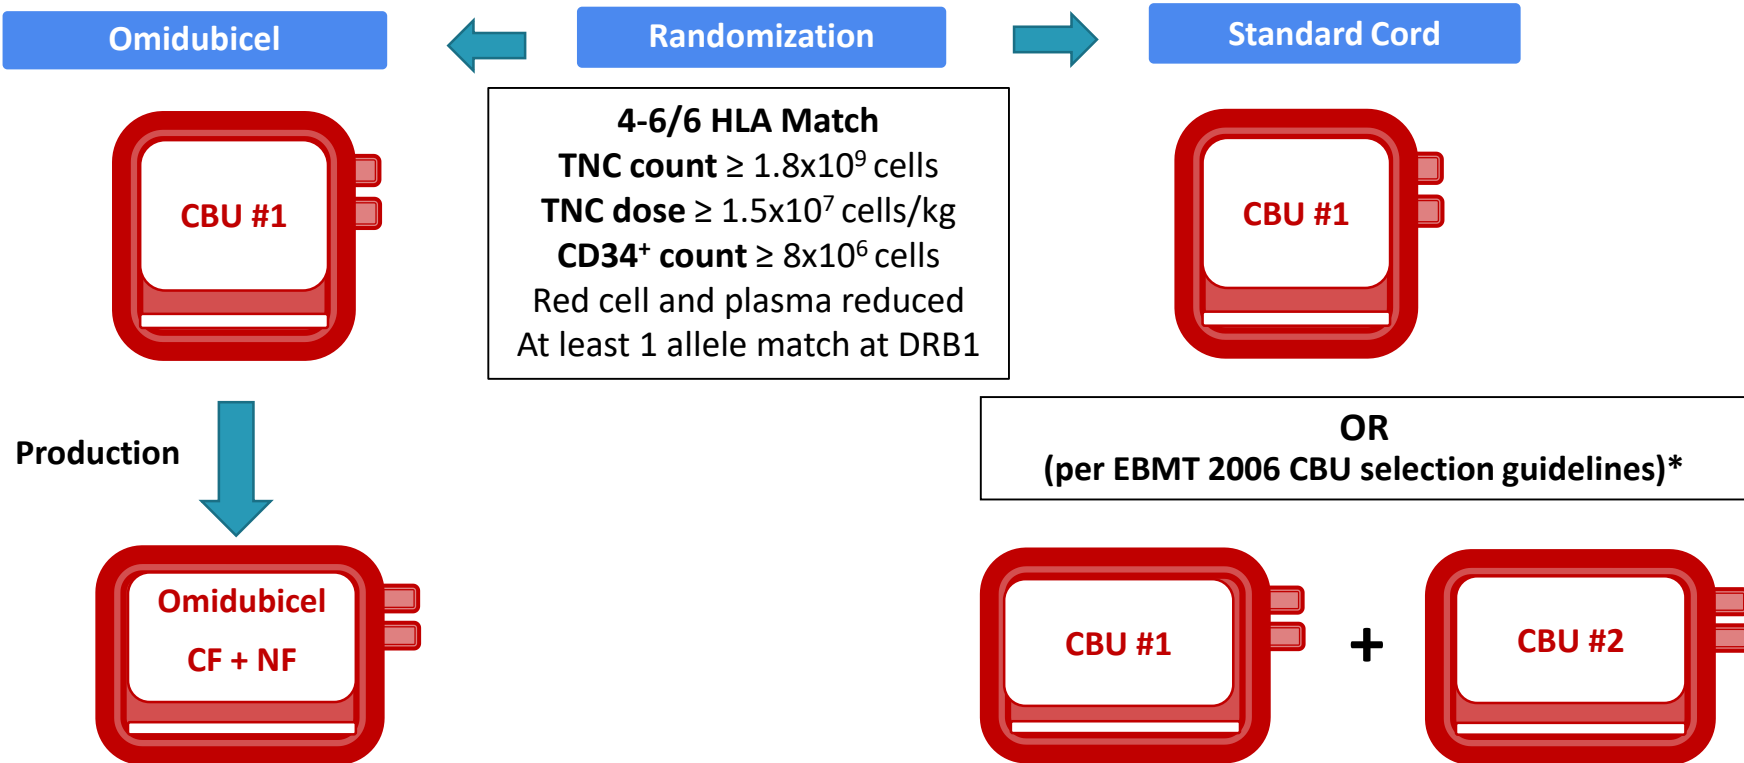 Omidubicel
Randomization
Standard Cord
4-6/6 HLA Match
TNC count ≥ 1.8x10⁹ cells
TNC dose ≥ 1.5x10⁷ cells/kg
CD34⁺ count ≥ 8x10⁶ cells
Red cell and plasma reduced
At least 1 allele match at DRB1
CBU #1
CBU #1
Production
OR
(per EBMT 2006 CBU selection guidelines)*
Omidubicel
CF + NF
CBU #1
+
CBU #2